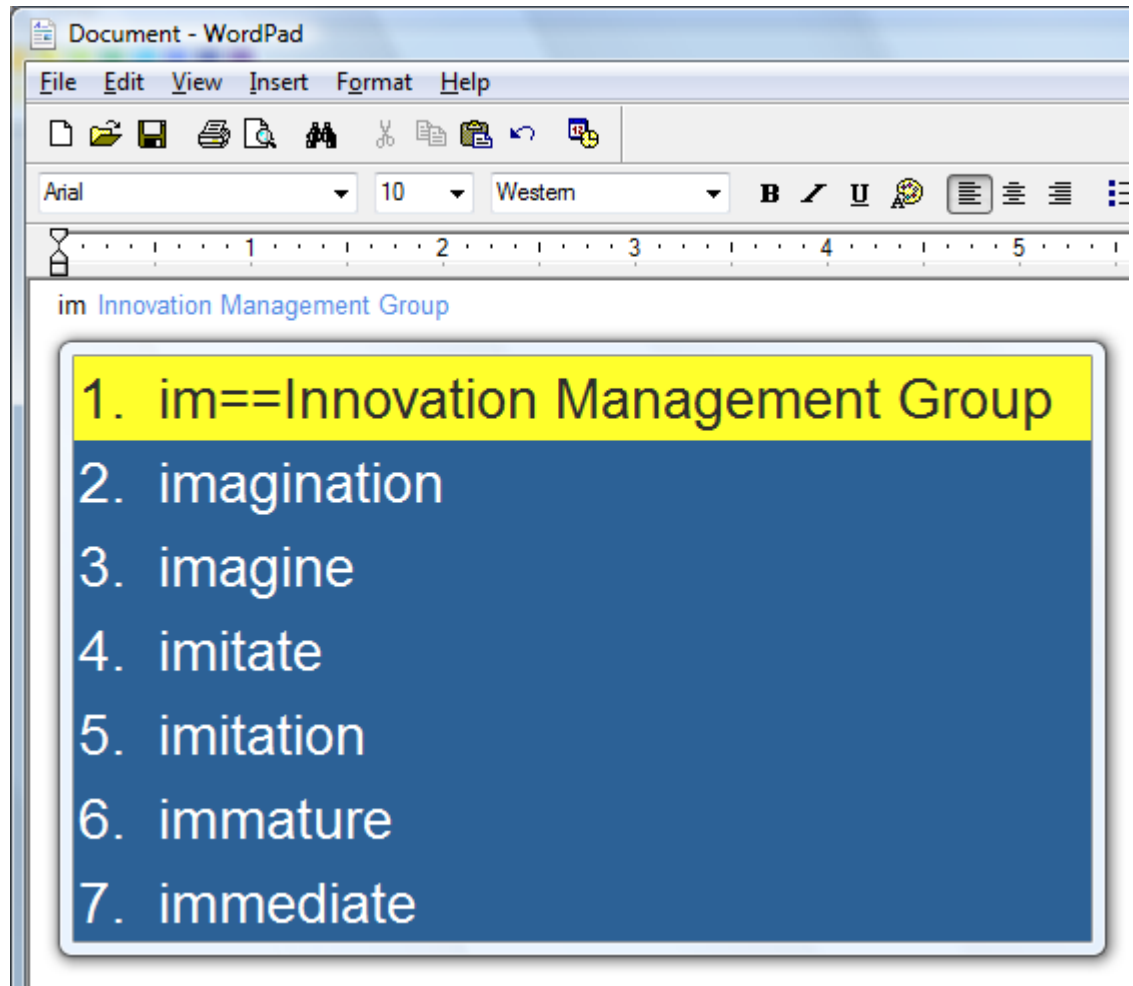 Document - WordPad
File Edit View Insert Format Help
Arial 10 Western B U
1 2 3 4 5
im Innovation Management Group
1. im==Innovation Management Group
2. imagination
3. imagine
4. imitate
5. imitation
6. immature
7. immediate